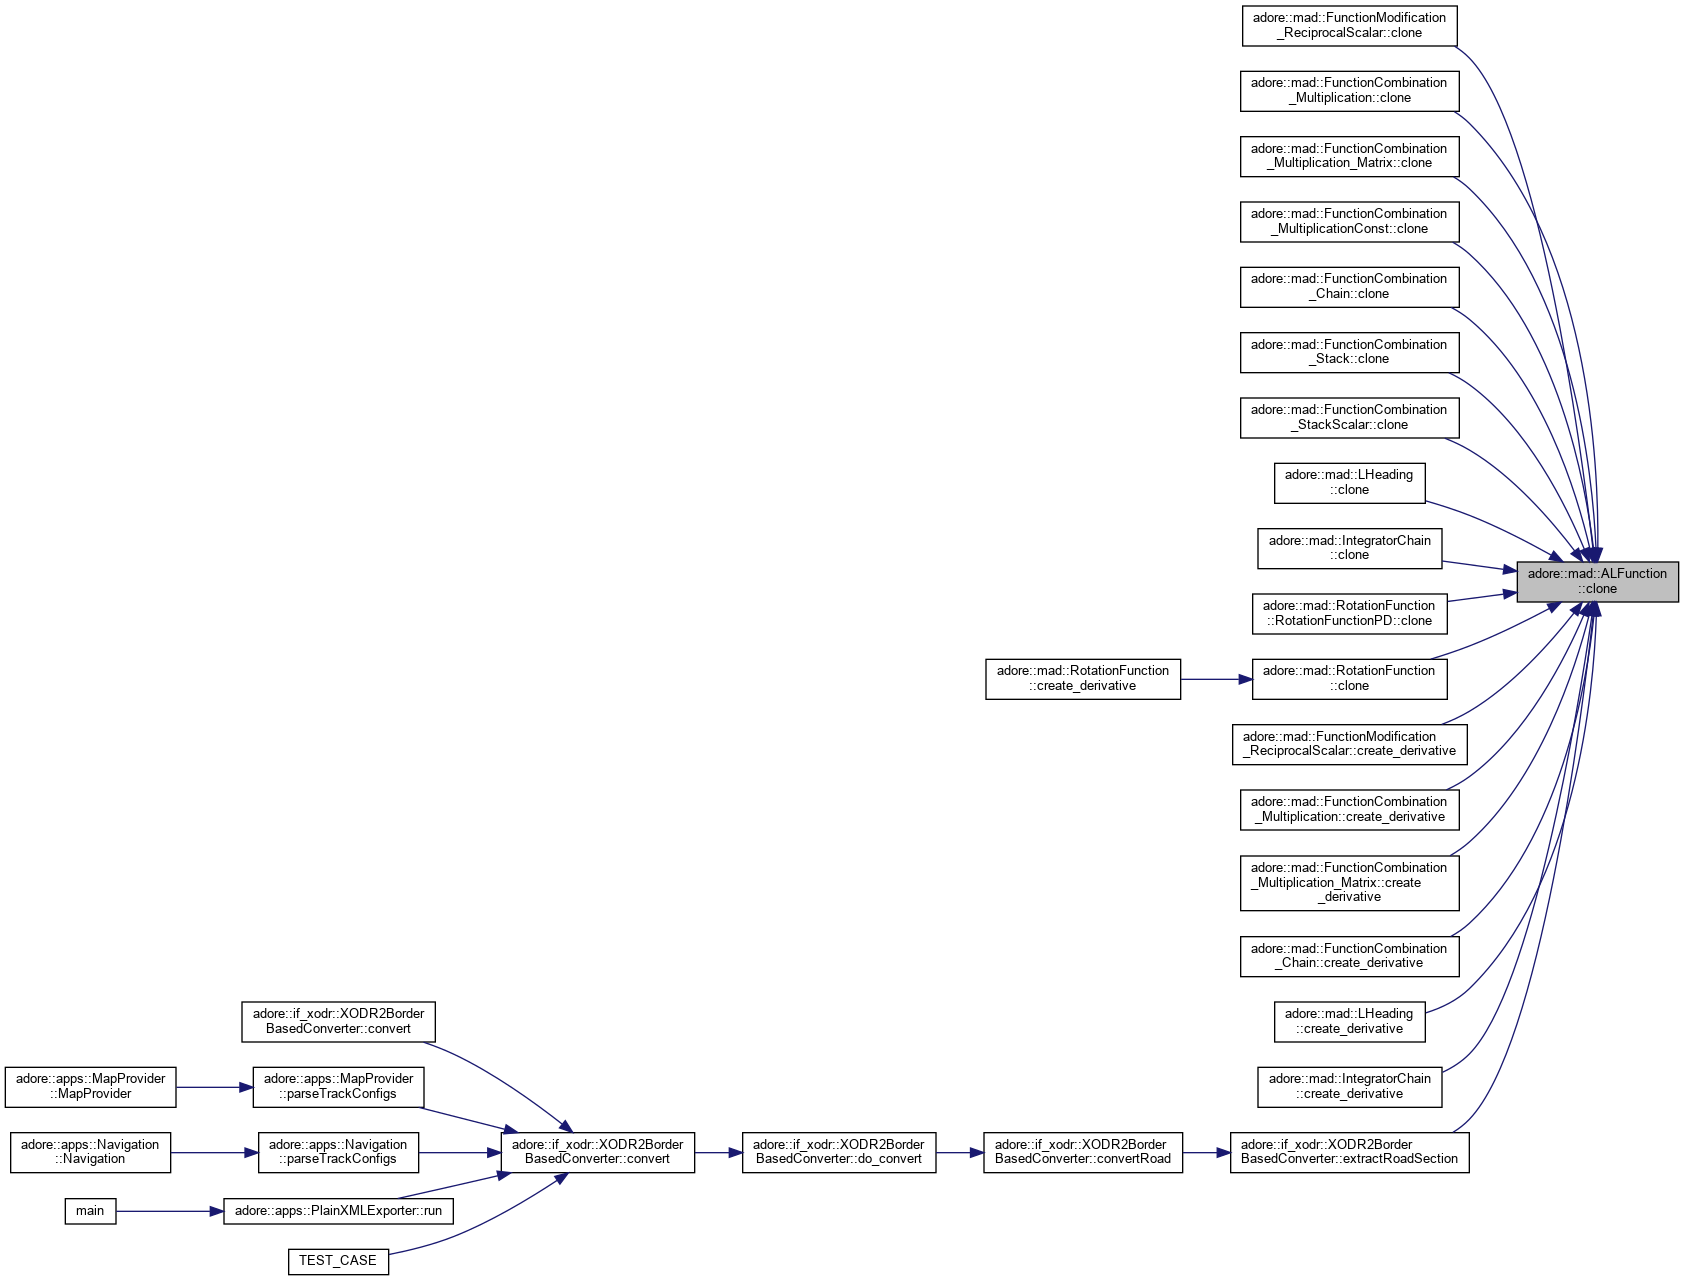 adore::mad::FunctionModification
_ReciprocalScalar::clone
adore::mad::FunctionCombination
_Multiplication::clone
adore::mad::FunctionCombination
_Multiplication_Matrix::clone
adore::mad::FunctionCombination
_MultiplicationConst::clone
adore::mad::FunctionCombination
_Chain::clone
adore::mad::FunctionCombination
_Stack::clone
adore::mad::FunctionCombination
_StackScalar::clone
adore::mad::LHeading
::clone
adore::mad::IntegratorChain
::clone
adore::mad::ALFunction
::clone
adore::mad::RotationFunction
::RotationFunctionPD::clone
adore::mad::RotationFunction
::create_derivative
adore::mad::RotationFunction
::clone
adore::mad::FunctionModification
_ReciprocalScalar::create_derivative
adore::mad::FunctionCombination
_Multiplication::create_derivative
adore::mad::FunctionCombination
_Multiplication_Matrix::create
_derivative
adore::mad::FunctionCombination
_Chain::create_derivative
adore::mad::LHeading
::create_derivative
adore::mad::IntegratorChain
::create_derivative
adore::if_xodr::XODR2Border
BasedConverter::convert
adore::apps::MapProvider
::MapProvider
adore::apps::MapProvider
::parseTrackConfigs
adore::apps::Navigation
::Navigation
adore::apps::Navigation
::parseTrackConfigs
adore::if_xodr::XODR2Border
BasedConverter::convert
adore::if_xodr::XODR2Border
BasedConverter::do_convert
adore::if_xodr::XODR2Border
BasedConverter::convertRoad
adore::if_xodr::XODR2Border
BasedConverter::extractRoadSection
main
adore::apps::PlainXMLExporter::run
TEST_CASE